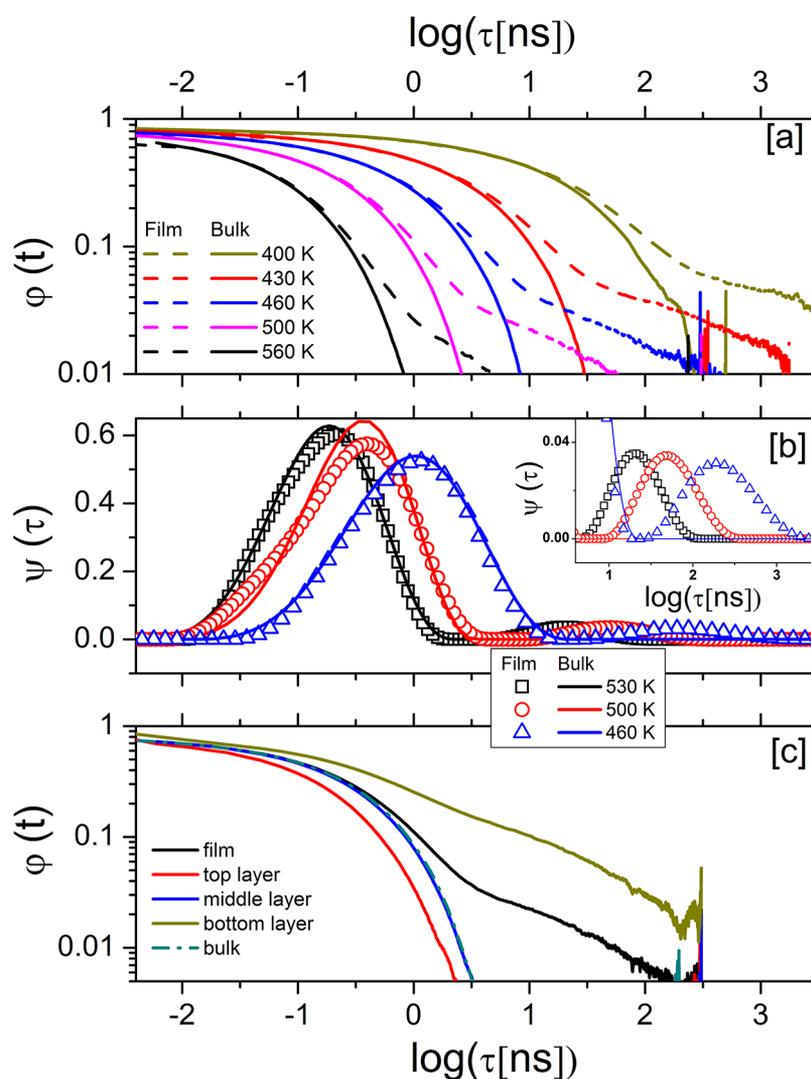 log(τ[ns])
-2 -1 0 1 2 3
1
[a]
φ (t)
0.1
0.01
Film Bulk
400 K
430 K
460 K
500 K
560 K
[b]
ψ (τ)
0.6
0.4
0.2
0.0
ψ (τ)
0.04
0.00
1 2 3
log(τ[ns])
Film Bulk
530 K
500 K
460 K
1
[c]
φ (t)
0.1
0.01
film
top layer
middle layer
bottom layer
bulk
-2 -1 0 1 2 3
log(τ[ns])